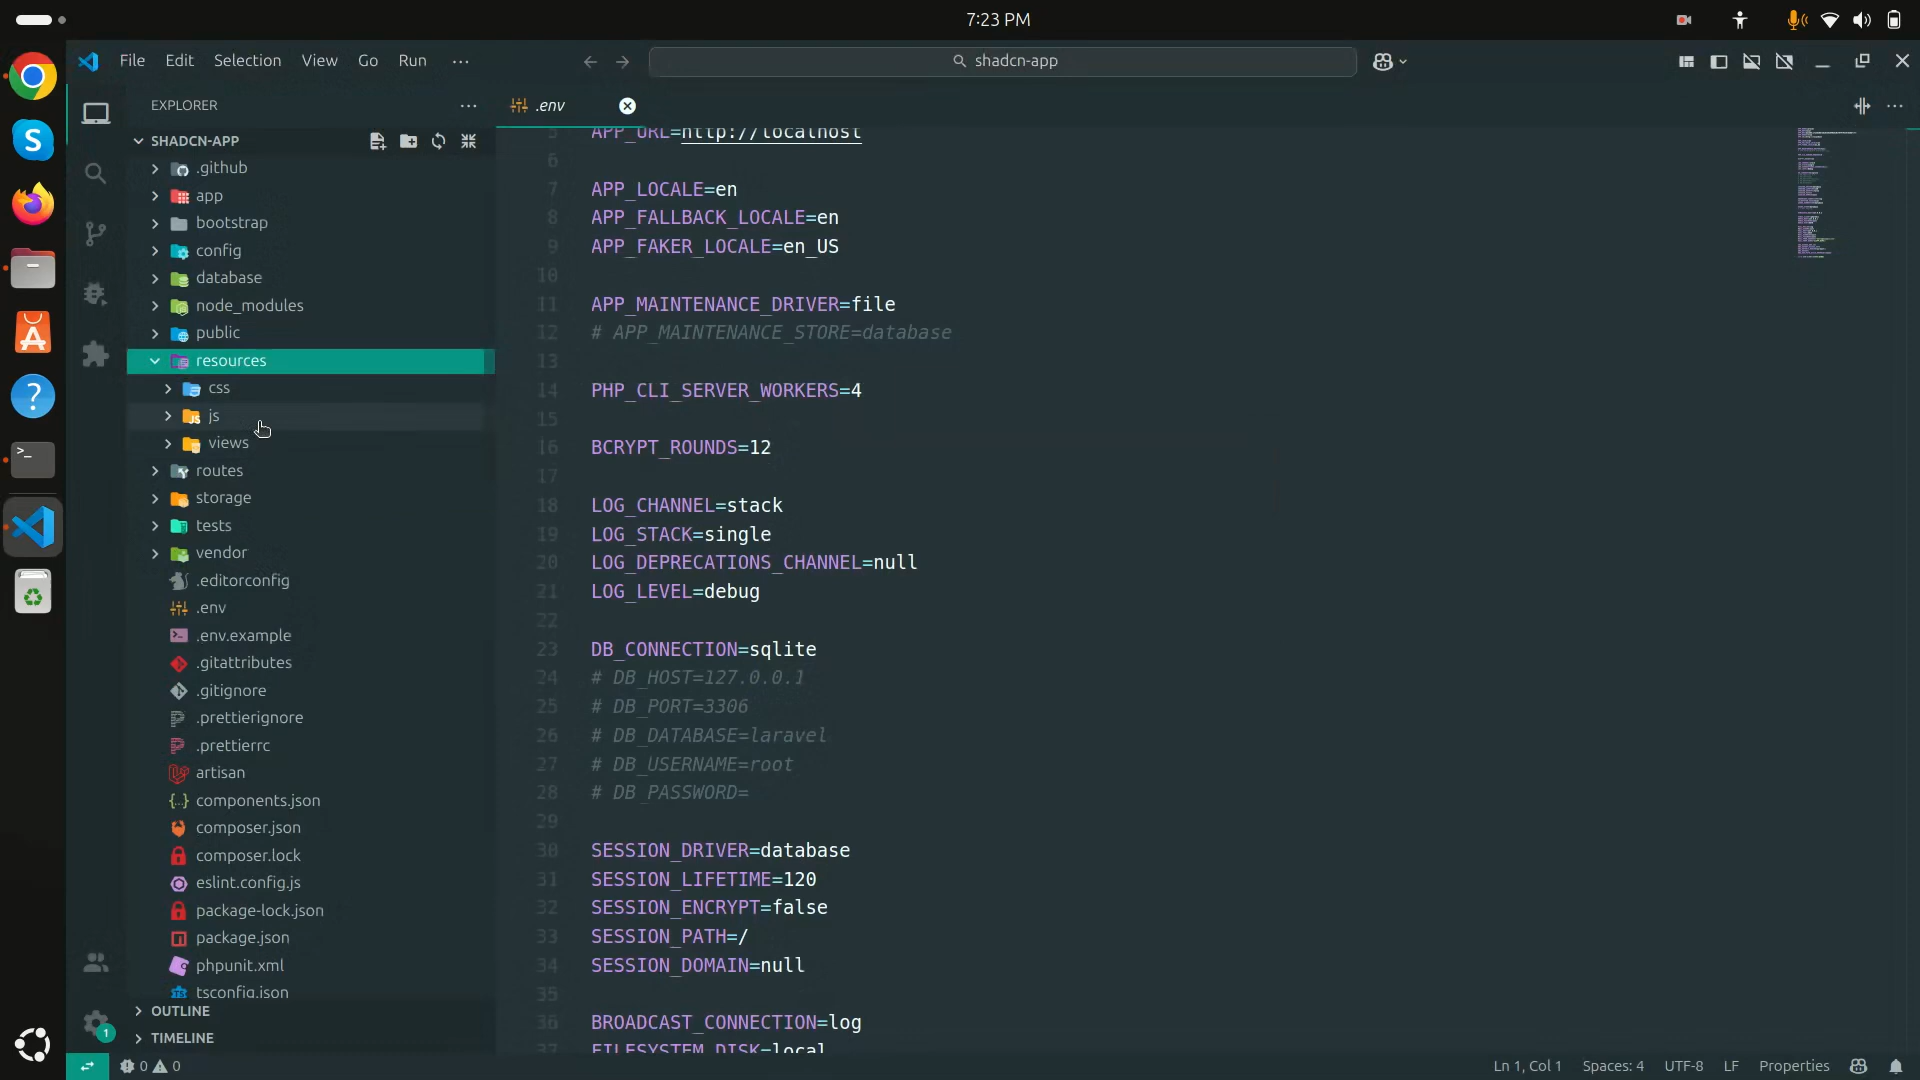 7:23 PM
File Edit Selection View Go Run ···
shadcn-app
EXPLORER ···
.env
SHADCN-APP
.github
app
bootstrap
config
database
node_modules
public
resources
css
js
views
routes
storage
tests
vendor
.editorconfig
.env
.env.example
.gitattributes
.gitignore
.prettierignore
.prettierrc
artisan
components.json
composer.json
composer.lock
eslint.config.js
package-lock.json
package.json
phpunit.xml
tsconfig.json
OUTLINE
TIMELINE
5 APP_URL=http://localhost
6
7 APP_LOCALE=en
8 APP_FALLBACK_LOCALE=en
9 APP_FAKER_LOCALE=en_US
10
11 APP_MAINTENANCE_DRIVER=file
12 # APP_MAINTENANCE_STORE=database
13
14 PHP_CLI_SERVER_WORKERS=4
15
16 BCRYPT_ROUNDS=12
17
18 LOG_CHANNEL=stack
19 LOG_STACK=single
20 LOG_DEPRECATIONS_CHANNEL=null
21 LOG_LEVEL=debug
22
23 DB_CONNECTION=sqlite
24 # DB_HOST=127.0.0.1
25 # DB_PORT=3306
26 # DB_DATABASE=laravel
27 # DB_USERNAME=root
28 # DB_PASSWORD=
29
30 SESSION_DRIVER=database
31 SESSION_LIFETIME=120
32 SESSION_ENCRYPT=false
33 SESSION_PATH=/
34 SESSION_DOMAIN=null
35
36 BROADCAST_CONNECTION=log
37 FILESYSTEM_DISK=local
1
0 0
Ln 1, Col 1 Spaces: 4 UTF-8 LF Properties